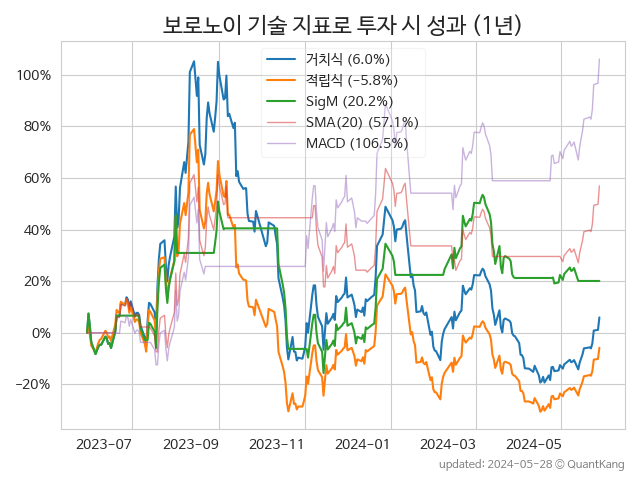 보로노이 기술 지표로 투자 시 성과 (1년)
거치식 (6.0%)
적립식 (−5.8%)
SigM (20.2%)
SMA(20) (57.1%)
MACD (106.5%)
100%
80%
60%
40%
20%
0%
−20%
2023-07
2023-09
2023-11
2024-01
2024-03
2024-05
updated: 2024-05-28 ⓒ QuantKang